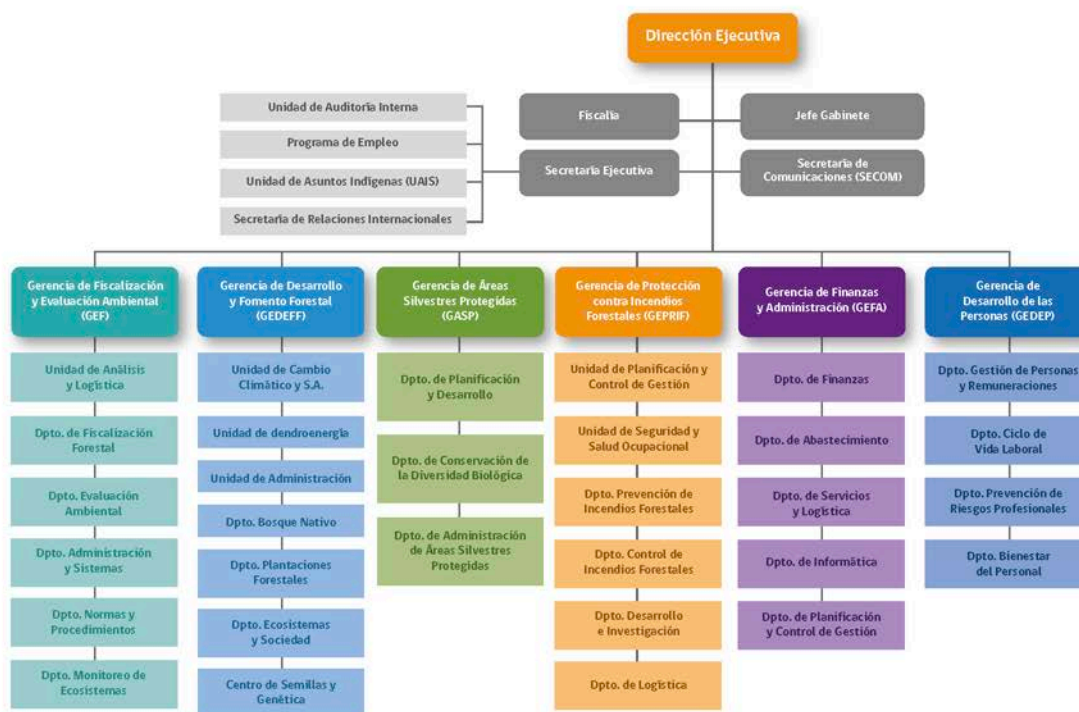 Dirección Ejecutiva
Unidad de Auditoría Interna
Programa de Empleo
Unidad de Asuntos Indígenas (UAIS)
Secretaría de Relaciones Internacionales
Fiscalía
Jefe Gabinete
Secretaría Ejecutiva
Secretaría de
Comunicaciones (SECOM)
Gerencia de Fiscalización
y Evaluación Ambiental
(GEF)
Unidad de Análisis
y Logística
Dpto. de Fiscalización
Forestal
Dpto. Evaluación
Ambiental
Dpto. Administración
y Sistemas
Dpto. Normas y
Procedimientos
Dpto. Monitoreo de
Ecosistemas
Gerencia de Desarrollo
y Fomento Forestal
(GEDEFF)
Unidad de Cambio
Climático y S.A.
Unidad de dendroenergía
Unidad de Administración
Dpto. Bosque Nativo
Dpto. Plantaciones
Forestales
Dpto. Ecosistemas
y Sociedad
Centro de Semillas y
Genética
Gerencia de Áreas
Silvestres Protegidas
(GASP)
Dpto. de Planificación
y Desarrollo
Dpto. de Conservación de
la Diversidad Biológica
Dpto. de Administración
de Áreas Silvestres
Protegidas
Gerencia de Protección
contra Incendios
Forestales (GEPRIF)
Unidad de Planificación y
Control de Gestión
Unidad de Seguridad y
Salud Ocupacional
Dpto. Prevención de
Incendios Forestales
Dpto. Control de
Incendios Forestales
Dpto. Desarrollo
e Investigación
Dpto. de Logística
Gerencia de Finanzas
y Administración (GEFA)
Dpto. de Finanzas
Dpto. de Abastecimiento
Dpto. de Servicios
y Logística
Dpto. de Informática
Dpto. de Planificación
y Control de Gestión
Gerencia de
Desarrollo de las
Personas (GEDEP)
Dpto. Gestión de Personas
y Remuneraciones
Dpto. Ciclo de
Vida Laboral
Dpto. Prevención de
Riesgos Profesionales
Dpto. Bienestar
del Personal